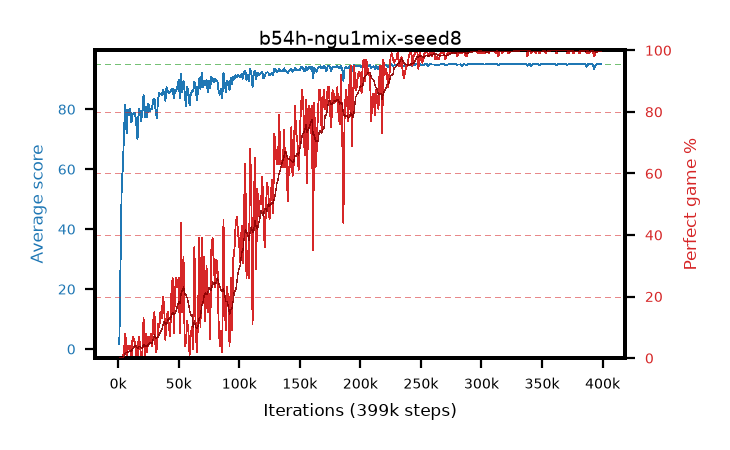 b54h-ngu1mix-seed8
Average score
80
60
40
20
0
Perfect game %
100
80
60
40
20
0
0k 50k 100k 150k 200k 250k 300k 350k 400k
Iterations (399k steps)